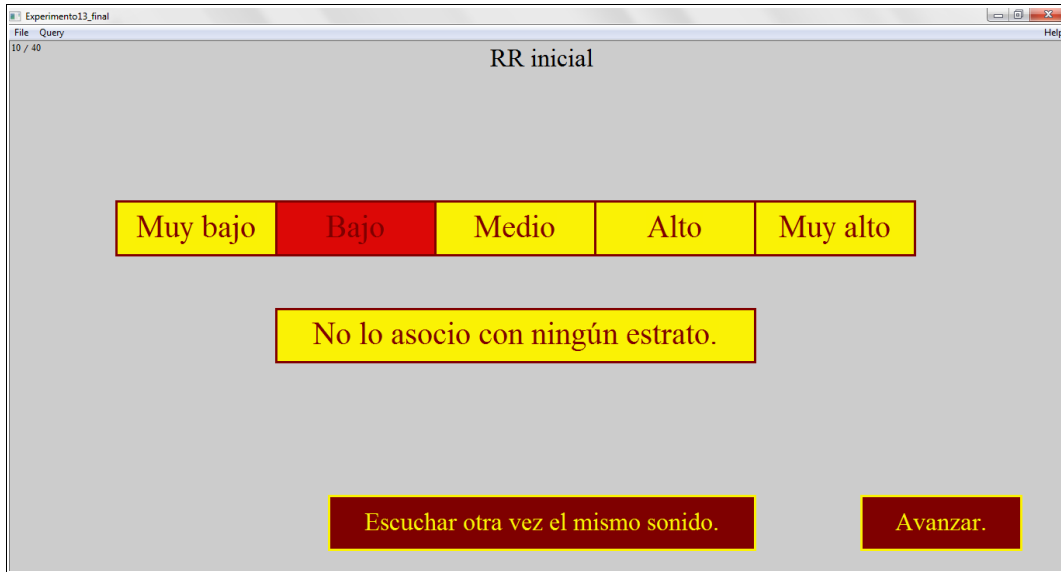 Experimento13_final
File Query Help
10 / 40
RR inicial
Muy bajo Bajo Medio Alto Muy alto
No lo asocio con ningún estrato.
Escuchar otra vez el mismo sonido. Avanzar.